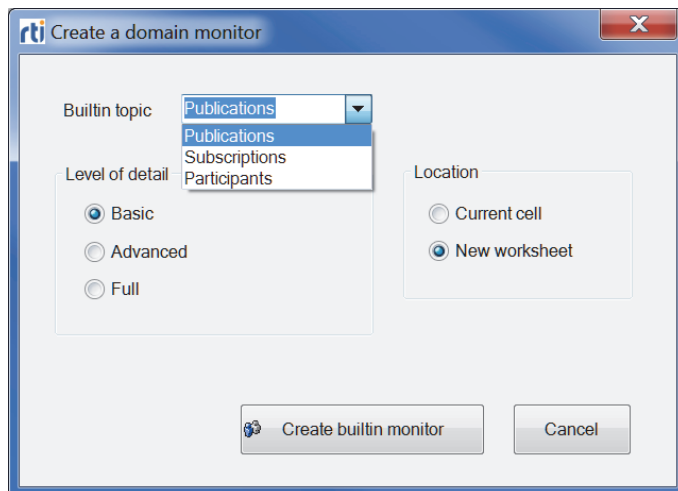 rti Create a domain monitor
X
Builtin topic Publications
Publications
Subscriptions
Participants
Level of detail
Basic
Advanced
Full
Location
Current cell
New worksheet
Create builtin monitor
Cancel